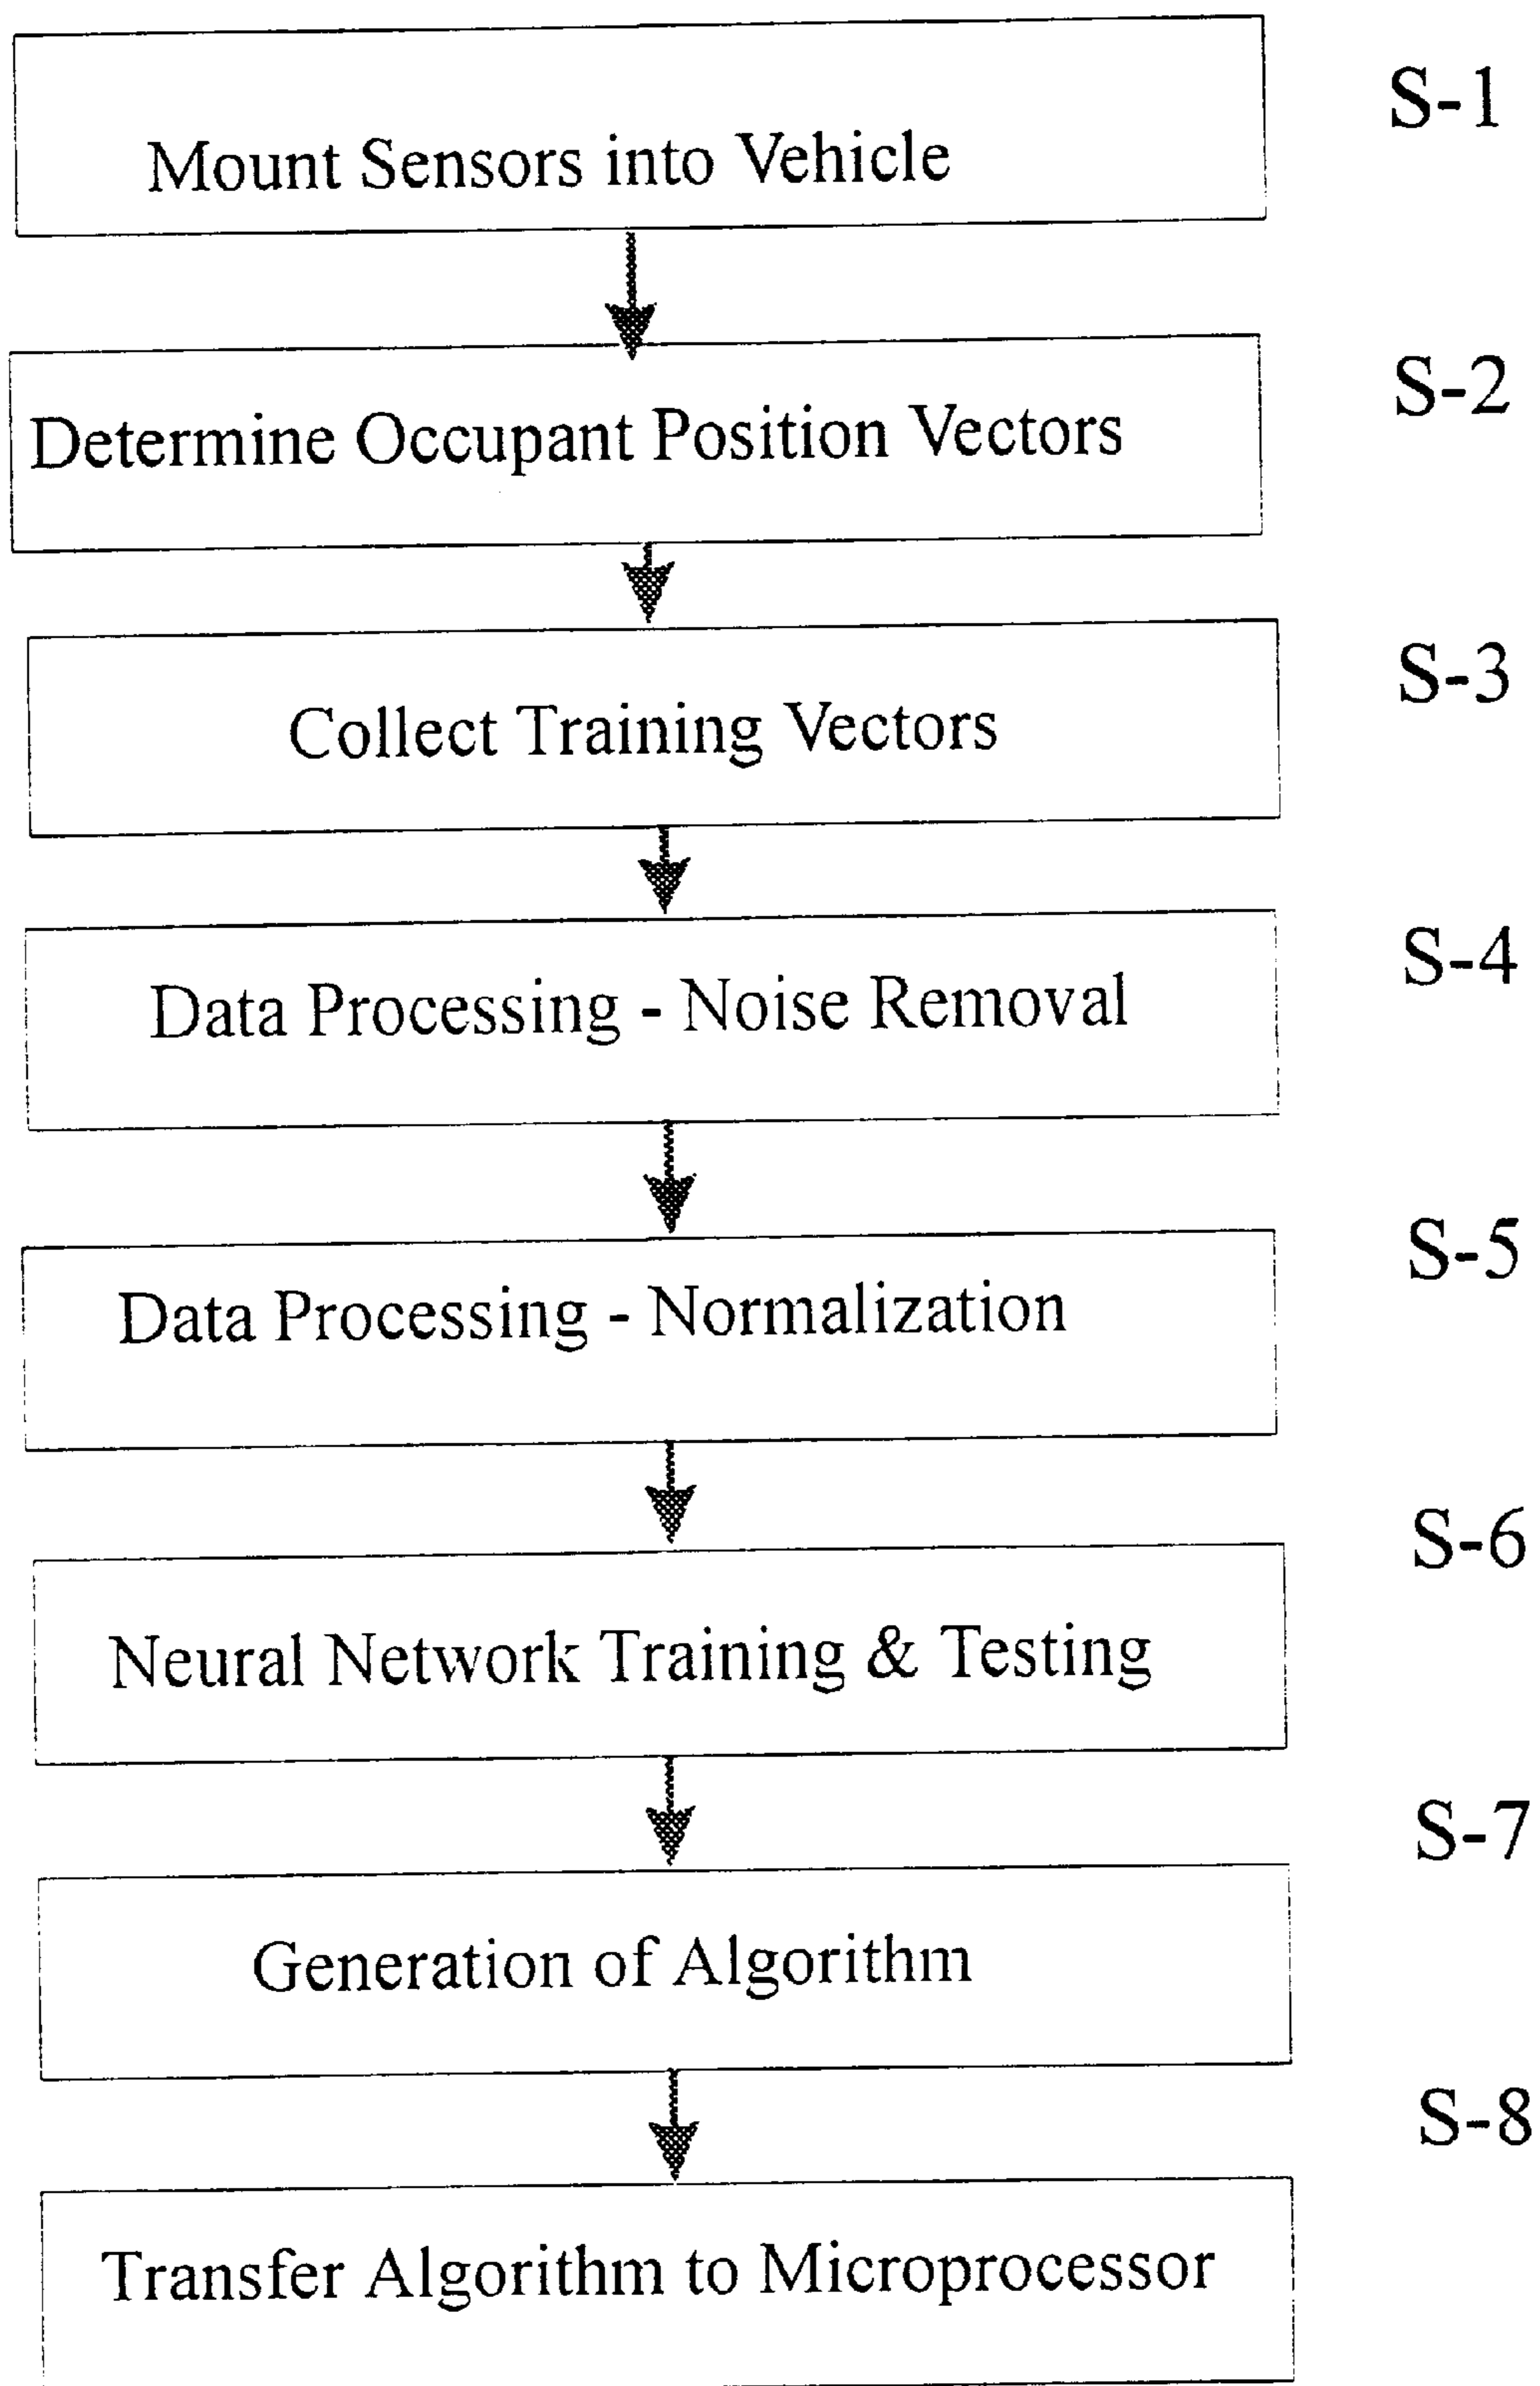 S-1
Mount Sensors into Vehicle
S-2
Determine Occupant Position Vectors
S-3
Collect Training Vectors
S-4
Data Processing - Noise Removal
S-5
Data Processing - Normalization
S-6
Neural Network Training & Testing
S-7
Generation of Algorithm
S-8
Transfer Algorithm to Microprocessor